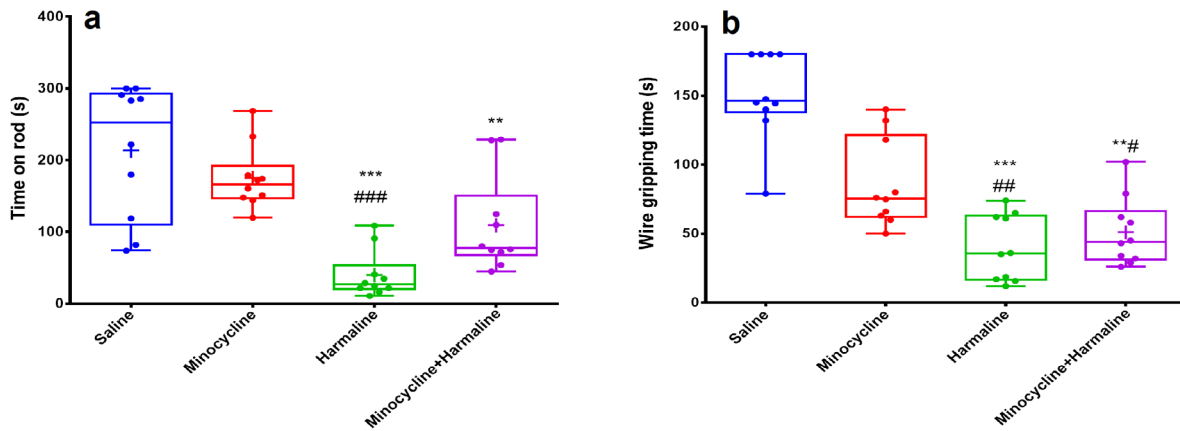 a
Time on rod (s)
400
300
200
100
0
***
###
**
Saline
Minocycline
Harmaline
Minocycline+Harmaline
b
Wire gripping time (s)
200
150
100
50
0
***
##
**#
Saline
Minocycline
Harmaline
Minocycline+Harmaline